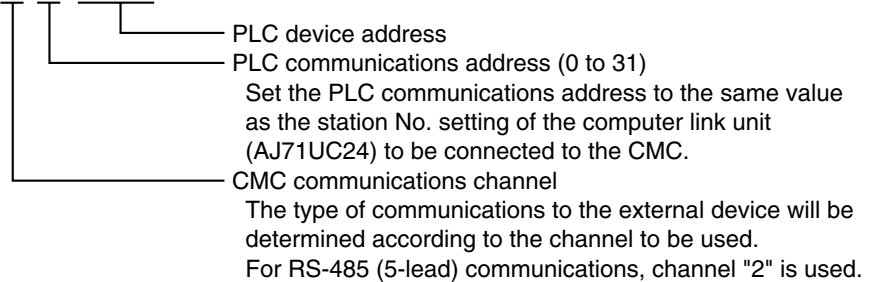 PLC device address
PLC communications address (0 to 31)
Set the PLC communications address to the same value
as the station No. setting of the computer link unit
(AJ71UC24) to be connected to the CMC.
CMC communications channel
The type of communications to the external device will be
determined according to the channel to be used.
For RS-485 (5-lead) communications, channel "2" is used.